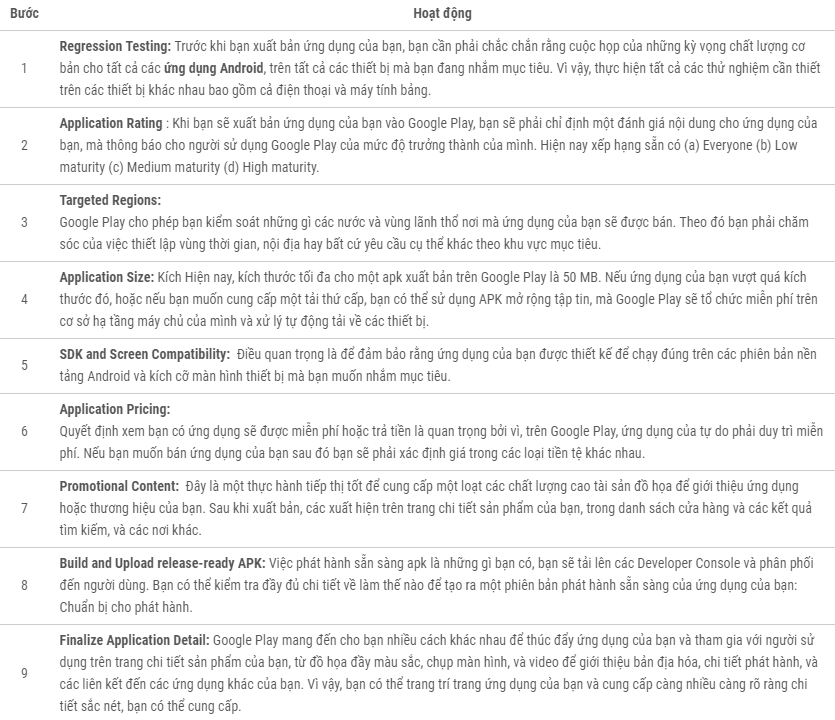 Bước Hoạt động
Regression Testing: Trước khi bạn xuất bản ứng dụng của bạn, bạn cần phải chắc chắn rằng cuộc họp của những kỳ vọng chất lượng cơ
1 bản cho tất cả các ứng dụng Android, trên tất cả các thiết bị mà bạn đang nhắm mục tiêu. Vì vậy, thực hiện tất cả các thử nghiệm cần thiết
trên các thiết bị khác nhau bao gồm cả điện thoại và máy tính bảng.
Application Rating : Khi bạn sẽ xuất bản ứng dụng của bạn vào Google Play, bạn sẽ phải chỉ định một đánh giá nội dung cho ứng dụng của
2 bạn, mà thông báo cho người sử dụng Google Play của mức độ trưởng thành của mình. Hiện nay xếp hạng sẵn có (a) Everyone (b) Low
maturity (c) Medium maturity (d) High maturity.
Targeted Regions:
3 Google Play cho phép bạn kiểm soát những gì các nước và vùng lãnh thổ nơi mà ứng dụng của bạn sẽ được bán. Theo đó bạn phải chăm
sóc của việc thiết lập vùng thời gian, nội địa hay bất cứ yêu cầu cụ thể khác theo khu vực mục tiêu.
Application Size: Kích Hiện nay, kích thước tối đa cho một apk xuất bản trên Google Play là 50 MB. Nếu ứng dụng của bạn vượt quá kích
4 thước đó, hoặc nếu bạn muốn cung cấp một tải thứ cấp, bạn có thể sử dụng APK mở rộng tập tin, mà Google Play sẽ tổ chức miễn phí trên
cơ sở hạ tầng máy chủ của mình và xử lý tự động tải về các thiết bị.
SDK and Screen Compatibility: Điều quan trọng là để đảm bảo rằng ứng dụng của bạn được thiết kế để chạy đúng trên các phiên bản nền
5 tảng Android và kích cỡ màn hình thiết bị mà bạn muốn nhắm mục tiêu.
Application Pricing:
6 Quyết định xem bạn có ứng dụng sẽ được miễn phí hoặc trả tiền là quan trọng bởi vì, trên Google Play, ứng dụng của tự do phải duy trì miễn
phí. Nếu bạn muốn bán ứng dụng của bạn sau đó bạn sẽ phải xác định giá trong các loại tiền tệ khác nhau.
Promotional Content: Đây là một thực hành tiếp thị tốt để cung cấp một loạt các chất lượng cao tài sản đồ họa để giới thiệu ứng dụng
7 hoặc thương hiệu của bạn. Sau khi xuất bản, các xuất hiện trên trang chi tiết sản phẩm của bạn, trong danh sách cửa hàng và các kết quả
tìm kiếm, và các nơi khác.
Build and Upload release-ready APK: Việc phát hành sẵn sàng apk là những gì bạn có, bạn sẽ tải lên các Developer Console và phân phối
8 đến người dùng. Bạn có thể kiểm tra đầy đủ chi tiết về làm thế nào để tạo ra một phiên bản phát hành sẵn sàng của ứng dụng của bạn:
Chuẩn bị cho phát hành.
Finalize Application Detail: Google Play mang đến cho bạn nhiều cách khác nhau để thúc đẩy ứng dụng của bạn và tham gia với người sử
dụng trên trang chi tiết sản phẩm của bạn, từ đồ họa đầy màu sắc, chụp màn hình, và video để giới thiệu bản địa hóa, chi tiết phát hành, và
9 các liên kết đến các ứng dụng khác của bạn. Vì vậy, bạn có thể trang trí trang ứng dụng của bạn và cung cấp càng nhiều càng rõ ràng chi
tiết sắc nét, bạn có thể cung cấp.